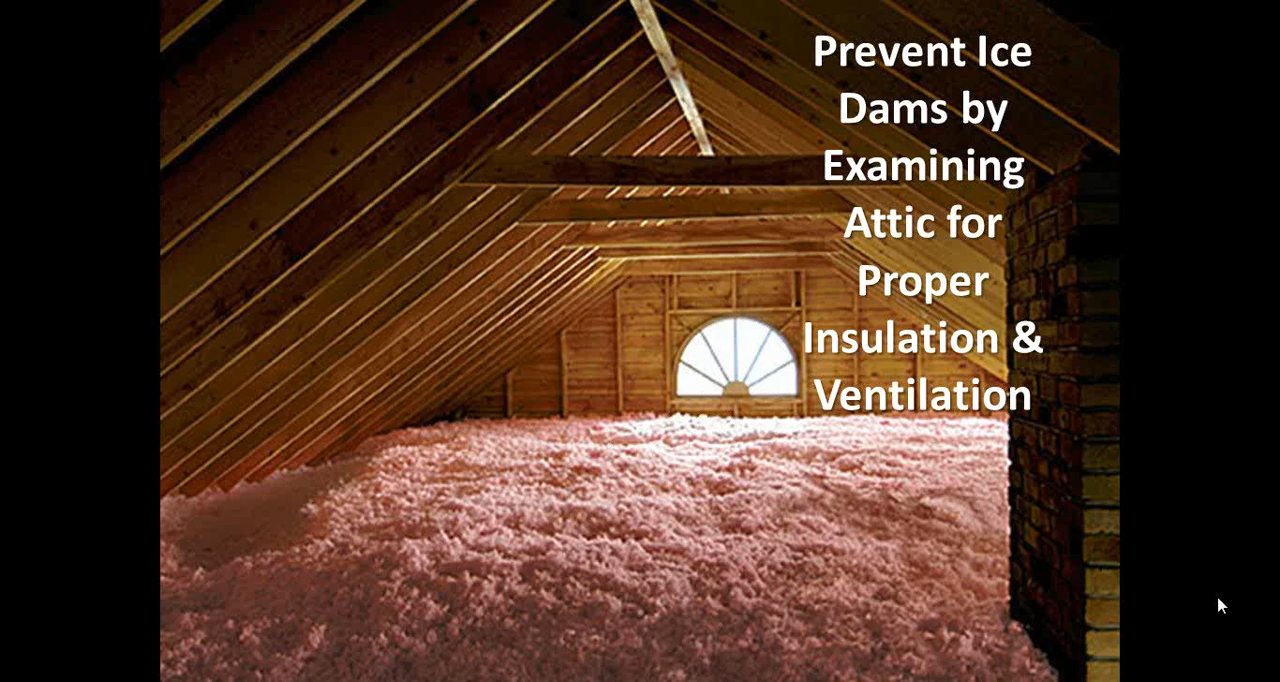 Prevent Ice
Dams by
Examining
Attic for
Proper
Insulation &
Ventilation